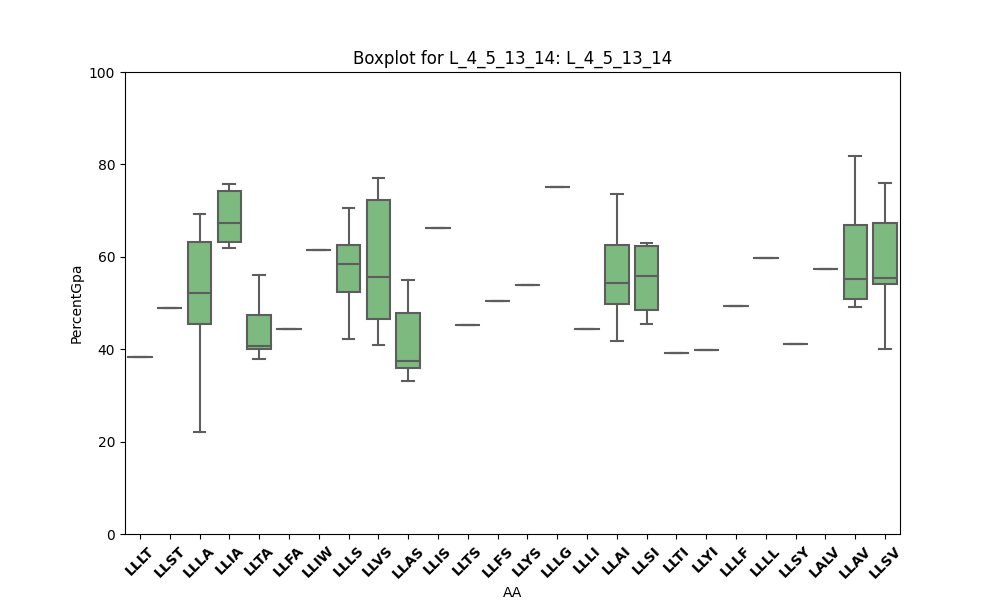 Boxplot for L_4_5_13_14: L_4_5_13_14
100
80
60
40
20
0
PercentGpa
LLLT LLST LLLA LLIA LLTA LLFA LLIW LLLS LLVS LLAS LLIS LLTS LLFS LLYS LLLG LLLI LLAI LLSI LLTI LLYI LLLF LLLL LLSY LALV LLAV LLSV
AA